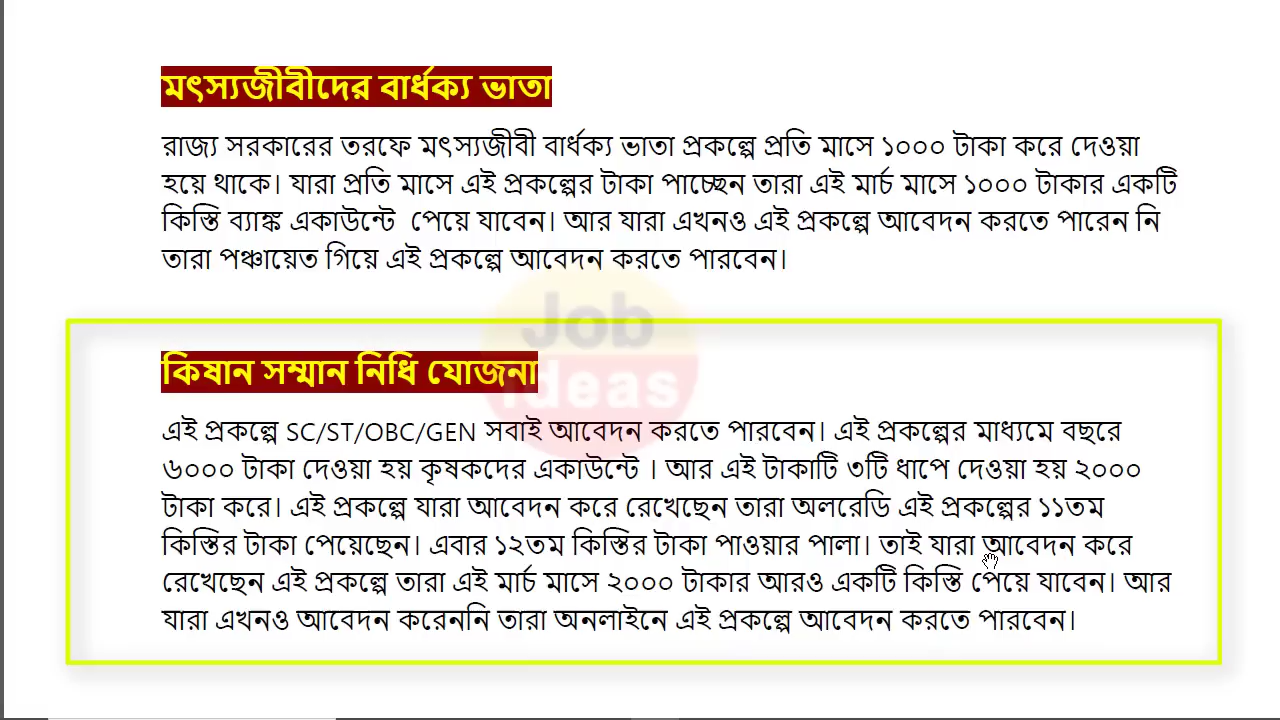 মৎস্যজীবীদের বার্ধক্য ভাতা
রাজ্য সরকারের তরফে মৎস্যজীবী বার্ধক্য ভাতা প্রকল্পে প্রতি মাসে ১০০০ টাকা করে দেওয়া
হয়ে থাকে। যারা প্রতি মাসে এই প্রকল্পের টাকা পাচ্ছেন তারা এই মার্চ মাসে ১০০০ টাকার একটি
কিস্তি ব্যাঙ্ক একাউন্টে পেয়ে যাবেন। আর যারা এখনও এই প্রকল্পে আবেদন করতে পারেন নি
তারা পঞ্চায়েত গিয়ে এই প্রকল্পে আবেদন করতে পারবেন।
Job
ideas
কিষান সম্মান নিধি যোজনা
এই প্রকল্পে SC/ST/OBC/GEN সবাই আবেদন করতে পারবেন। এই প্রকল্পের মাধ্যমে বছরে
৬০০০ টাকা দেওয়া হয় কৃষকদের একাউন্টে । আর এই টাকাটি ৩টি ধাপে দেওয়া হয় ২০০০
টাকা করে। এই প্রকল্পে যারা আবেদন করে রেখেছেন তারা অলরেডি এই প্রকল্পের ১১তম
কিস্তির টাকা পেয়েছেন। এবার ১২তম কিস্তির টাকা পাওয়ার পালা। তাই যারা আবেদন করে
রেখেছেন এই প্রকল্পে তারা এই মার্চ মাসে ২০০০ টাকার আরও একটি কিস্তি পেয়ে যাবেন। আর
যারা এখনও আবেদন করেননি তারা অনলাইনে এই প্রকল্পে আবেদন করতে পারবেন।